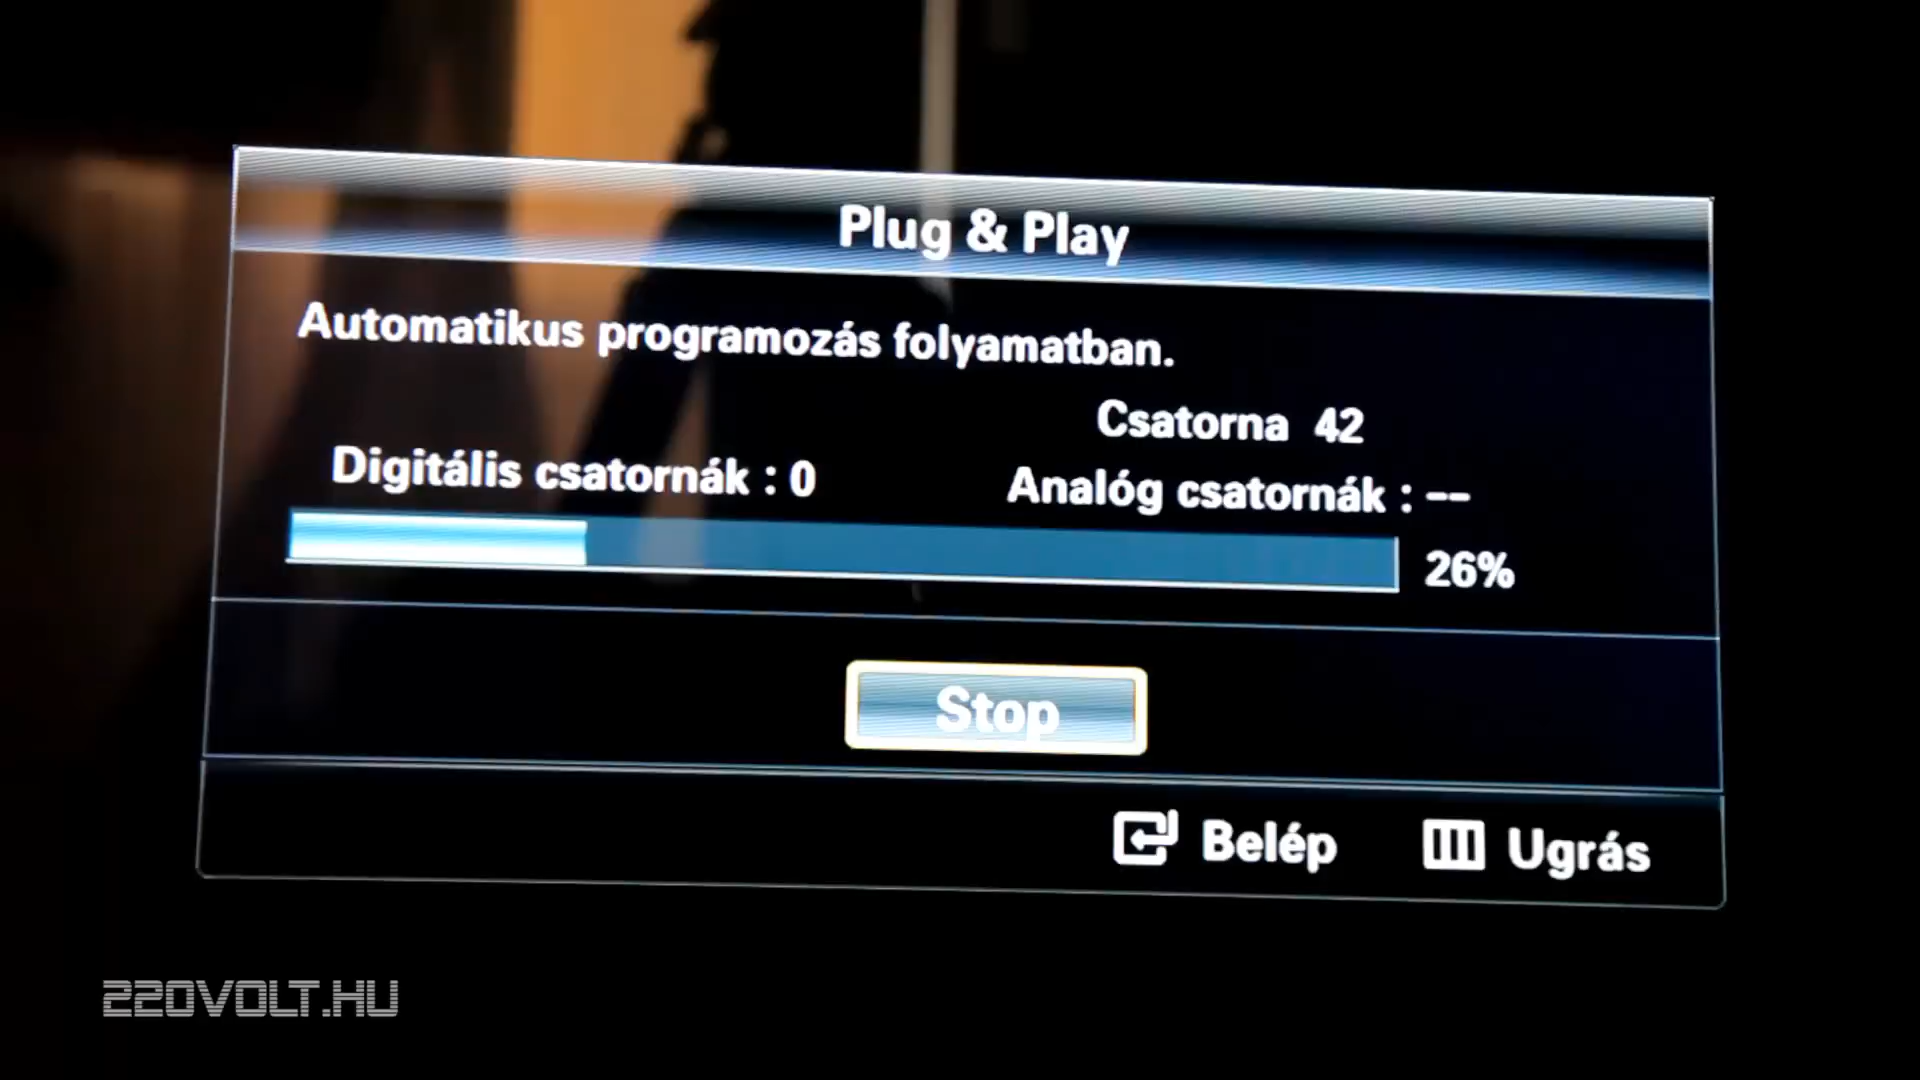 Plug & Play
Automatikus programozás folyamatban.
Csatorna 42
Digitális csatornák : 0
Analóg csatornák : --
26%
Stop
Belép
Ugrás
220VOLT.HU